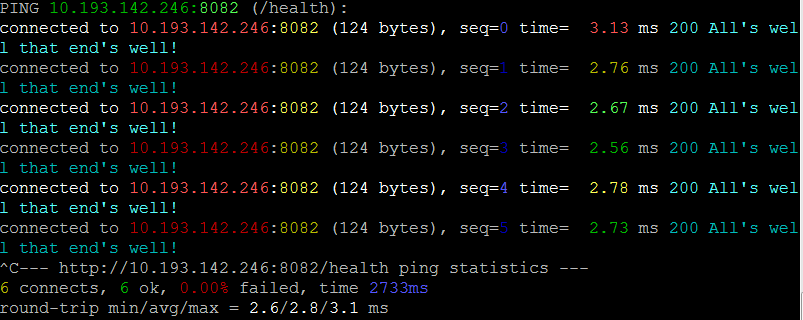 PING 10.193.142.246:8082 (/health):
connected to 10.193.142.246:8082 (124 bytes), seq=0 time=  3.13 ms 200 All's wel
l that end's well!
connected to 10.193.142.246:8082 (124 bytes), seq=1 time=  2.76 ms 200 All's wel
l that end's well!
connected to 10.193.142.246:8082 (124 bytes), seq=2 time=  2.67 ms 200 All's wel
l that end's well!
connected to 10.193.142.246:8082 (124 bytes), seq=3 time=  2.56 ms 200 All's wel
l that end's well!
connected to 10.193.142.246:8082 (124 bytes), seq=4 time=  2.78 ms 200 All's wel
l that end's well!
connected to 10.193.142.246:8082 (124 bytes), seq=5 time=  2.73 ms 200 All's wel
l that end's well!
^C--- http://10.193.142.246:8082/health ping statistics ---
6 connects, 6 ok, 0.00% failed, time 2733ms
round-trip min/avg/max = 2.6/2.8/3.1 ms